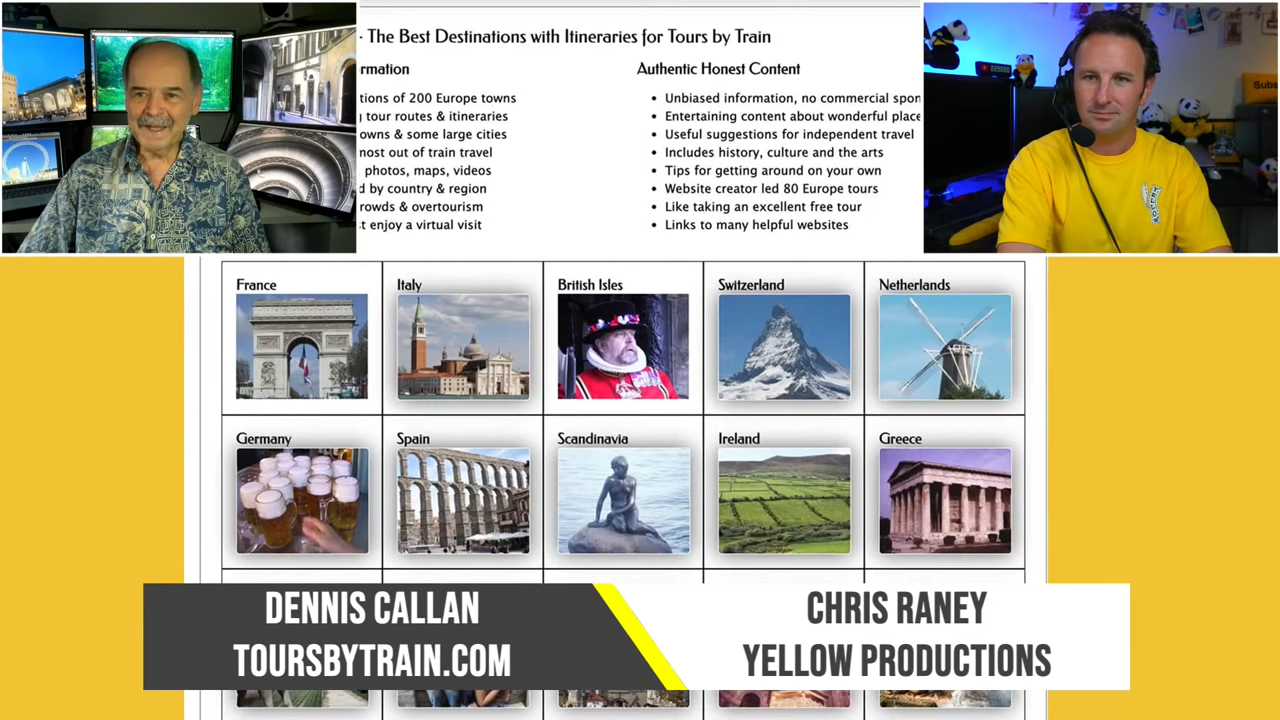 - The Best Destinations with Itineraries for Tours by Train
rmation
tions of 200 Europe towns
tour routes & itineraries
owns & some large cities
most out of train travel
photos, maps, videos
d by country & region
rowds & overtourism
t enjoy a virtual visit
Authentic Honest Content
• Unbiased information, no commercial spon
• Entertaining content about wonderful place
• Useful suggestions for independent travel
• Includes history, culture and the arts
• Tips for getting around on your own
• Website creator led 80 Europe tours
• Like taking an excellent free tour
• Links to many helpful websites
Subs
France
Italy
British Isles
Switzerland
Netherlands
Germany
Spain
Scandinavia
Ireland
Greece
DENNIS CALLAN
TOURSBYTRAIN.COM
CHRIS RANEY
YELLOW PRODUCTIONS